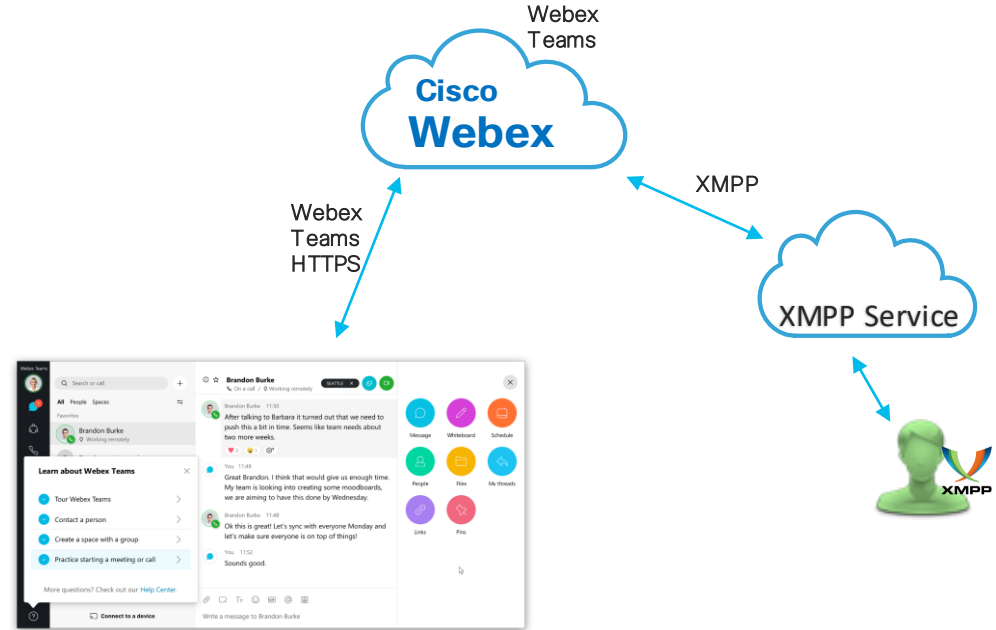 Webex
Teams
Cisco
Webex
XMPP
Webex
Teams
HTTPS
XMPP Service
XMPP
Webex Teams
Search or call
All People Spaces
Favorites
Brandon Burke
Working remotely
Learn about Webex Teams
Tour Webex Teams
Contact a person
Create a space with a group
Practice starting a meeting or call
More questions? Check out our Help Center.
Connect to a device
Brandon Burke
On a call / Working remotely
SEATTLE
Brandon Burke 11:50
After talking to Barbara it turned out that we need to
push this a bit in time. Seems like team needs about
two more weeks.
2 1
You 11:49
Great Brandon. I think that would give us enough time.
My team is looking into creating some moodboards,
we are aiming to have this done by Wednesday.
Brandon Burke 11:48
Ok this is great! Let's sync with everyone Monday and
let's make sure everyone is on top of things!
You 11:52
Sounds good.
Write a message to Brandon Burke
Message Whiteboard Schedule
People Files My threads
Links Pins